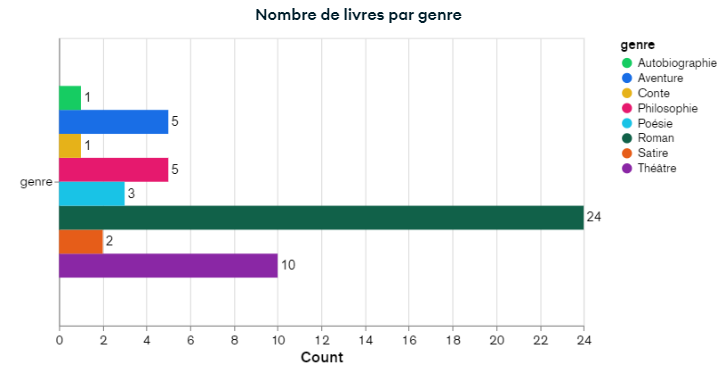 Nombre de livres par genre
genre
Autobiographie
Aventure
Conte
Philosophie
Poésie
Roman
Satire
Théâtre
1
5
1
5
genre
3
24
2
10
0 2 4 6 8 10 12 14 16 18 20 22 24
Count